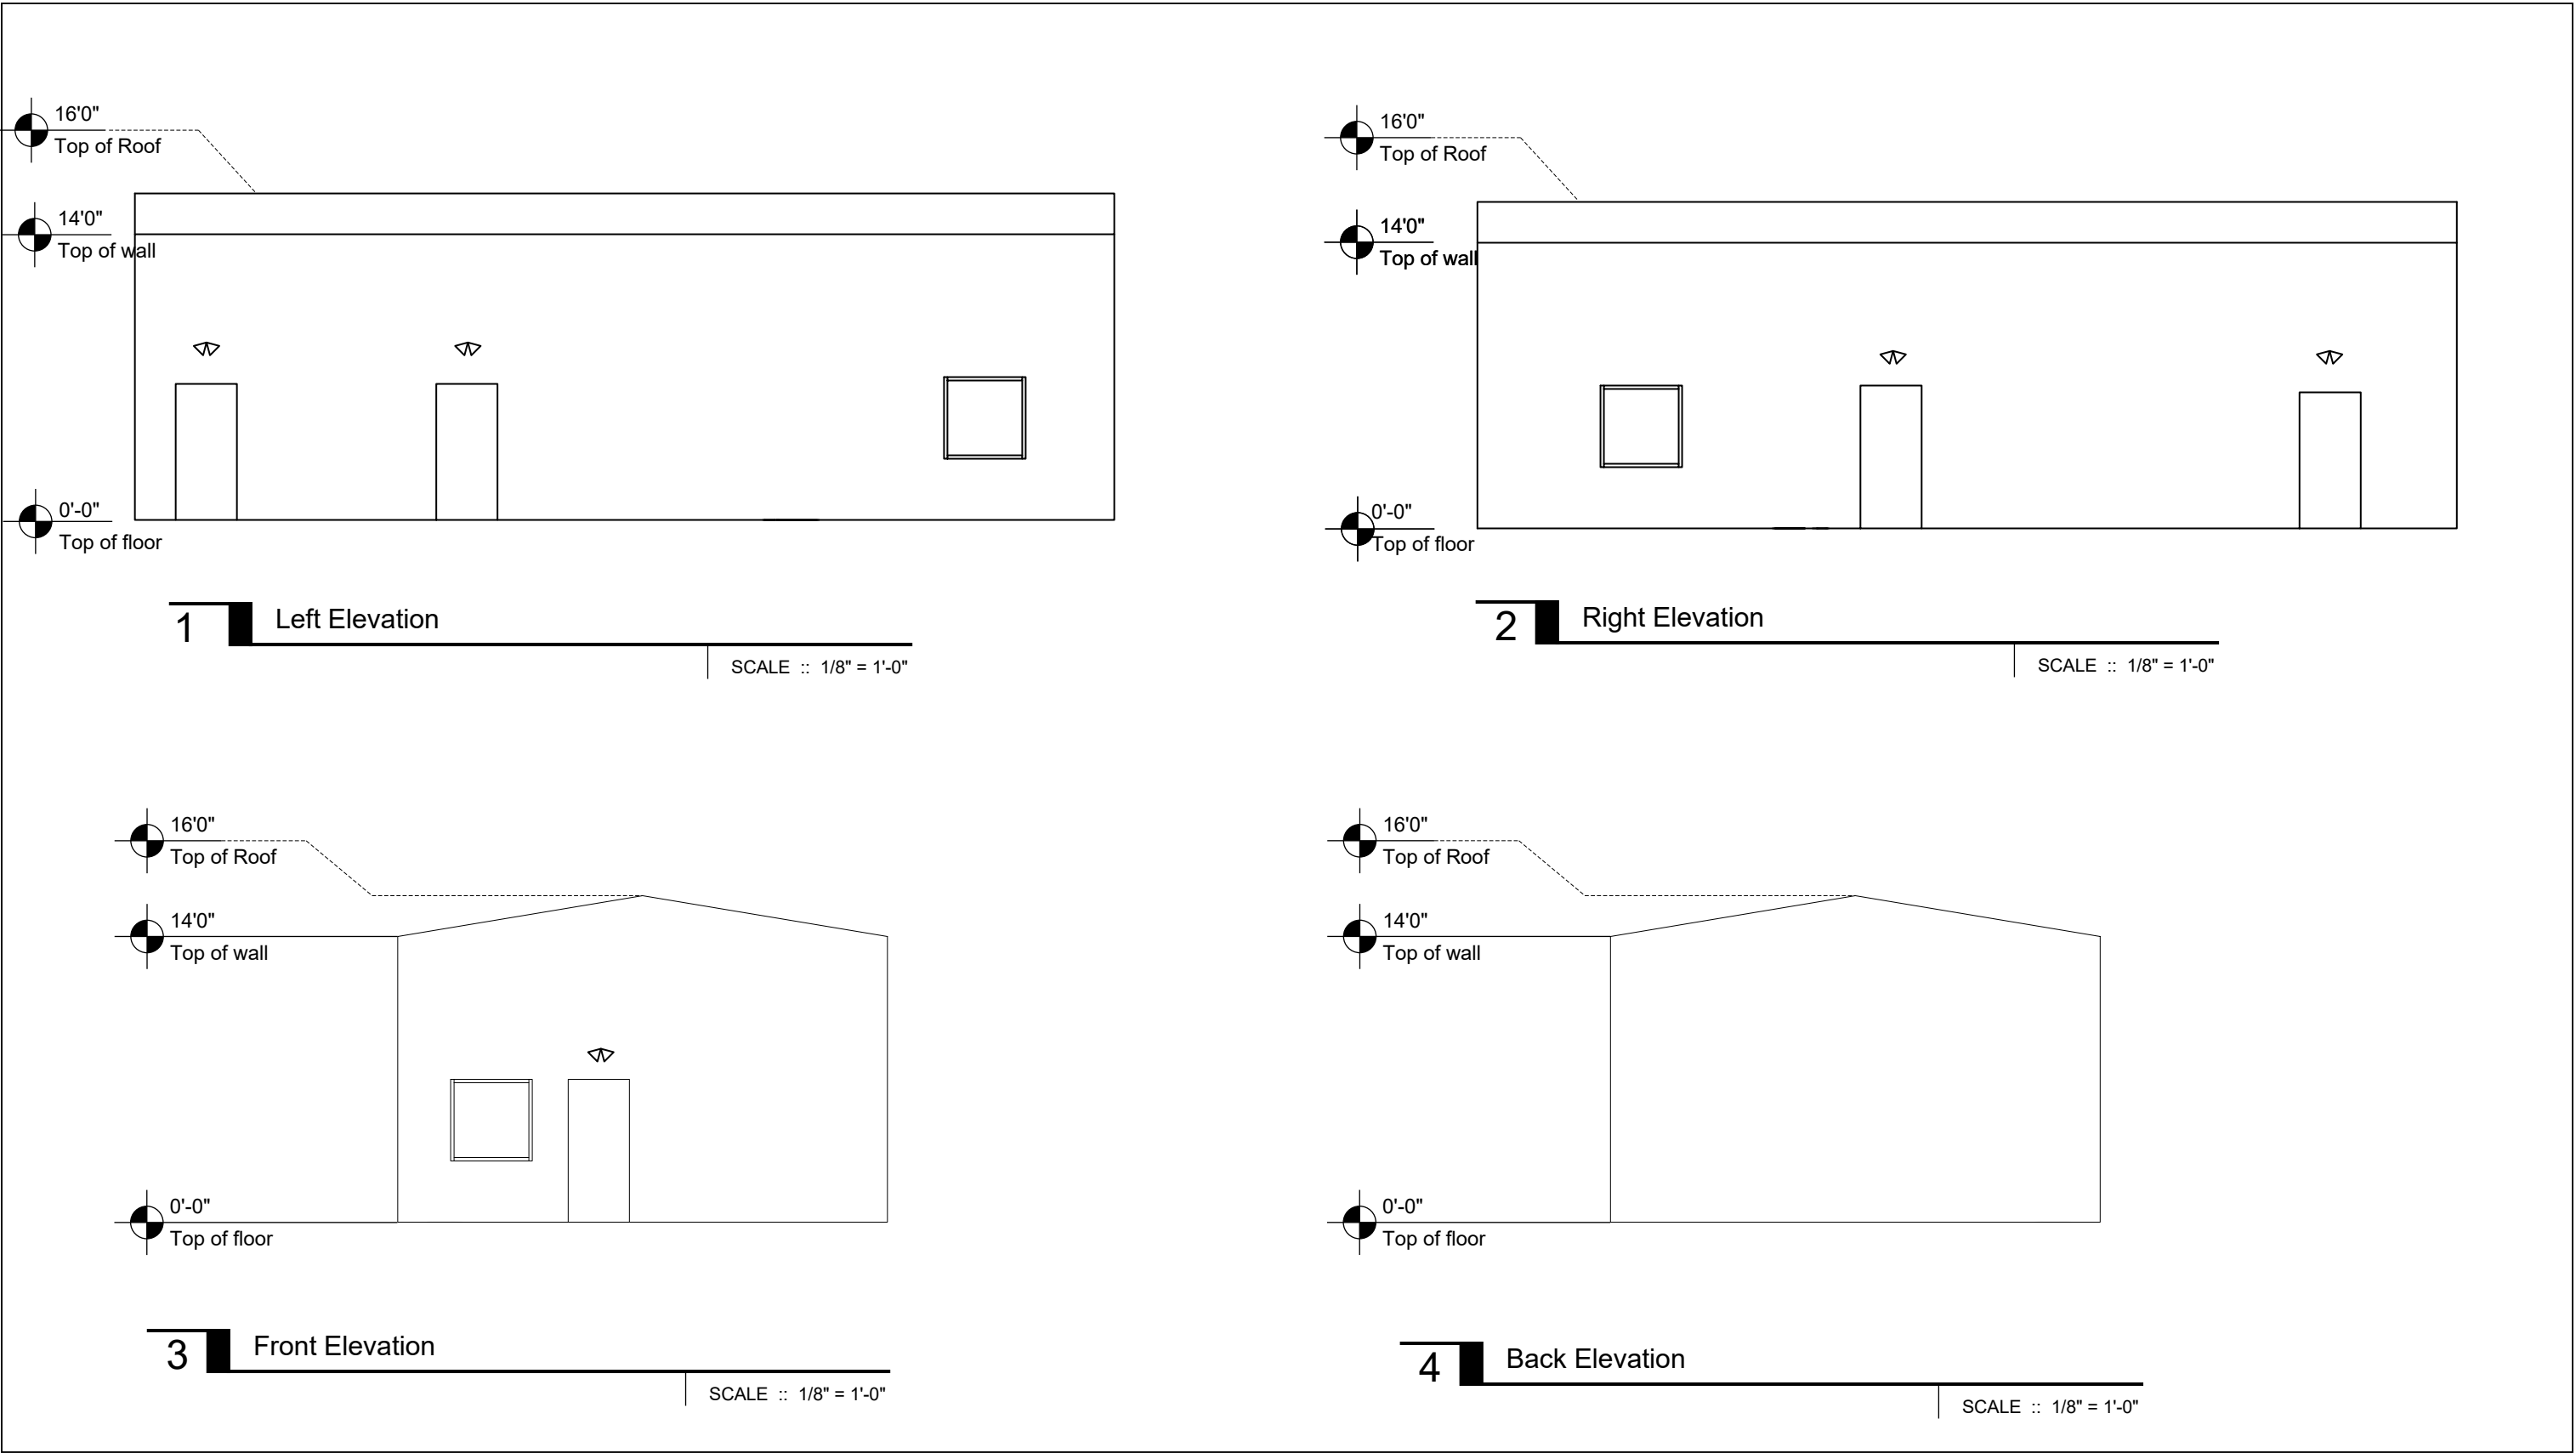 16'0"
Top of Roof
14'0"
Top of wall
0'-0"
Top of floor
1 Left Elevation
SCALE :: 1/8" = 1'-0"
16'0"
Top of Roof
14'0"
Top of wall
0'-0"
Top of floor
2 Right Elevation
SCALE :: 1/8" = 1'-0"
16'0"
Top of Roof
14'0"
Top of wall
0'-0"
Top of floor
3 Front Elevation
SCALE :: 1/8" = 1'-0"
16'0"
Top of Roof
14'0"
Top of wall
0'-0"
Top of floor
4 Back Elevation
SCALE :: 1/8" = 1'-0"